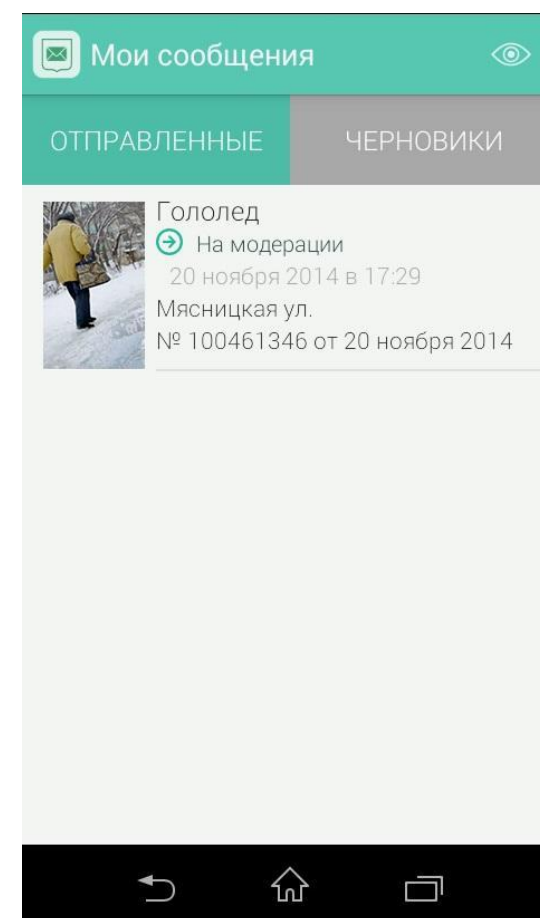 Мои сообщения
ОТПРАВЛЕННЫЕ
ЧЕРНОВИКИ
Гололед
На модерации
20 ноября 2014 в 17:29
Мясницкая ул.
№ 100461346 от 20 ноября 2014